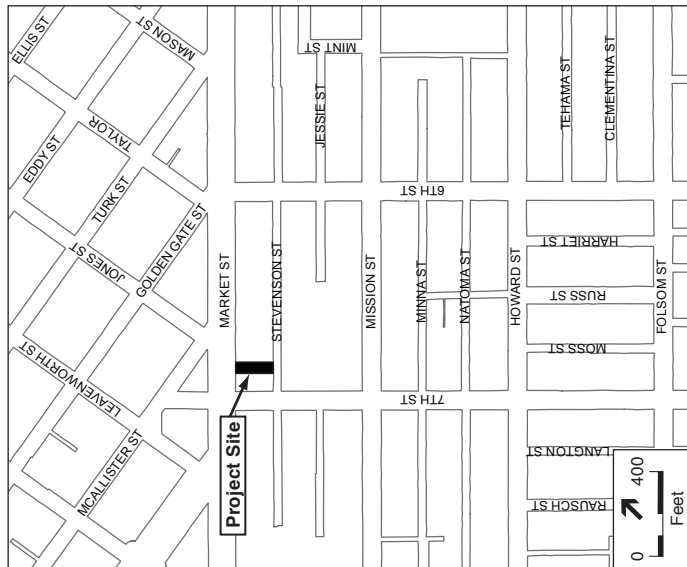 ELLIS ST
MASON ST
EDDY ST
TAYLOR
TURK ST
JONES ST
GOLDEN GATE ST
LEAVENWORTH ST
MCALLISTER ST
MARKET ST
STEVENSON ST
JESSIE ST
MINT ST
MISSION ST
6TH ST
MINNA ST
NATOMA ST
HOWARD ST
TEHAMA ST
CLEMENTINA ST
HARRIET ST
RUSS ST
MOSS ST
FOLSOM ST
7TH ST
LANGTON ST
RAUSCH ST
Project Site
0 400
Feet